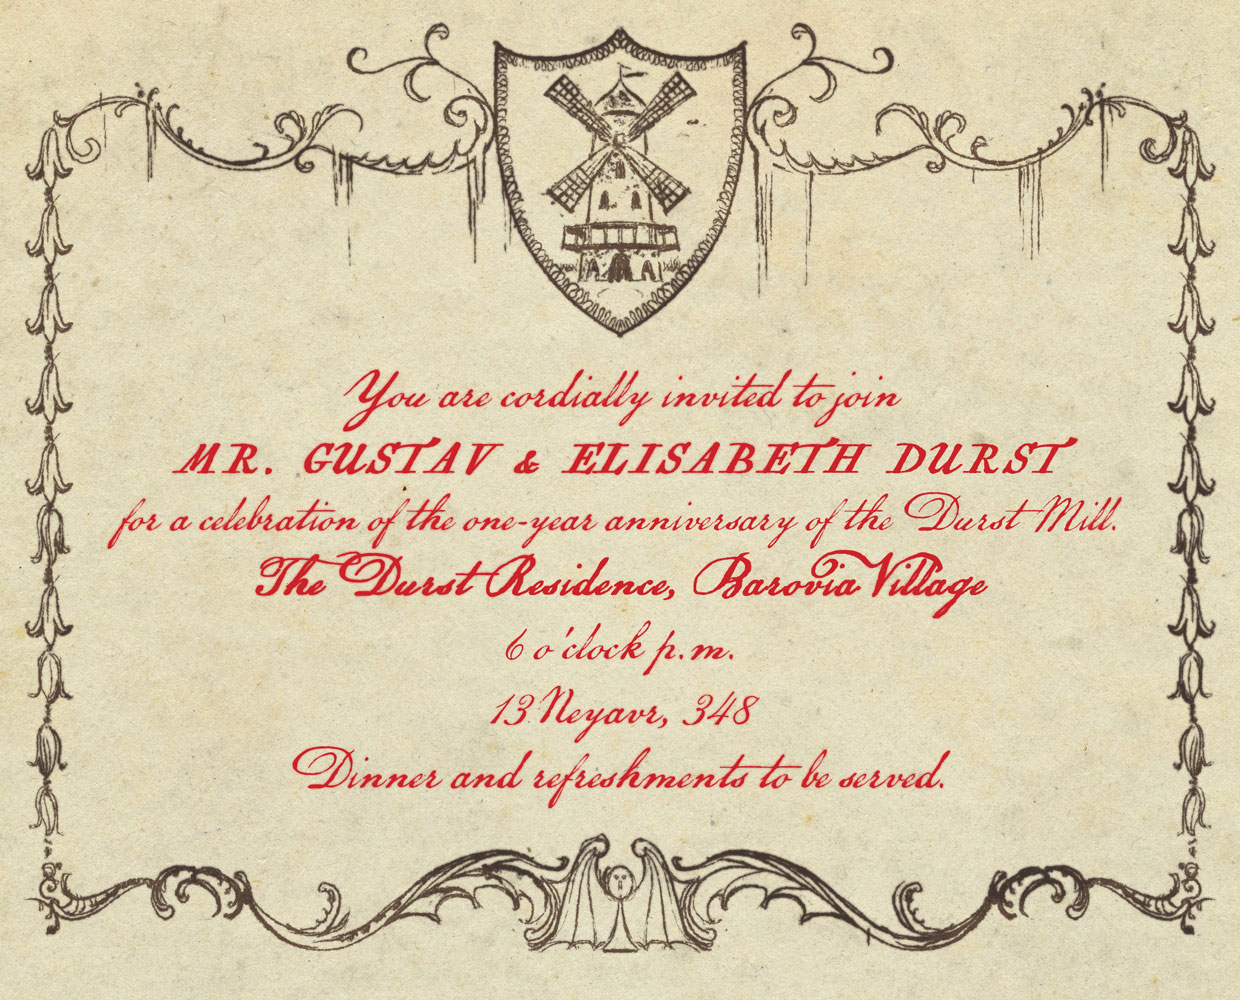 You are cordially invited to join
MR. GUSTAV & ELISABETH DURST
for a celebration of the one-year anniversary of the Durst Mill.
The Durst Residence, Barovia Village
6 o'clock p.m.
13 Neyavr, 348
Dinner and refreshments to be served.